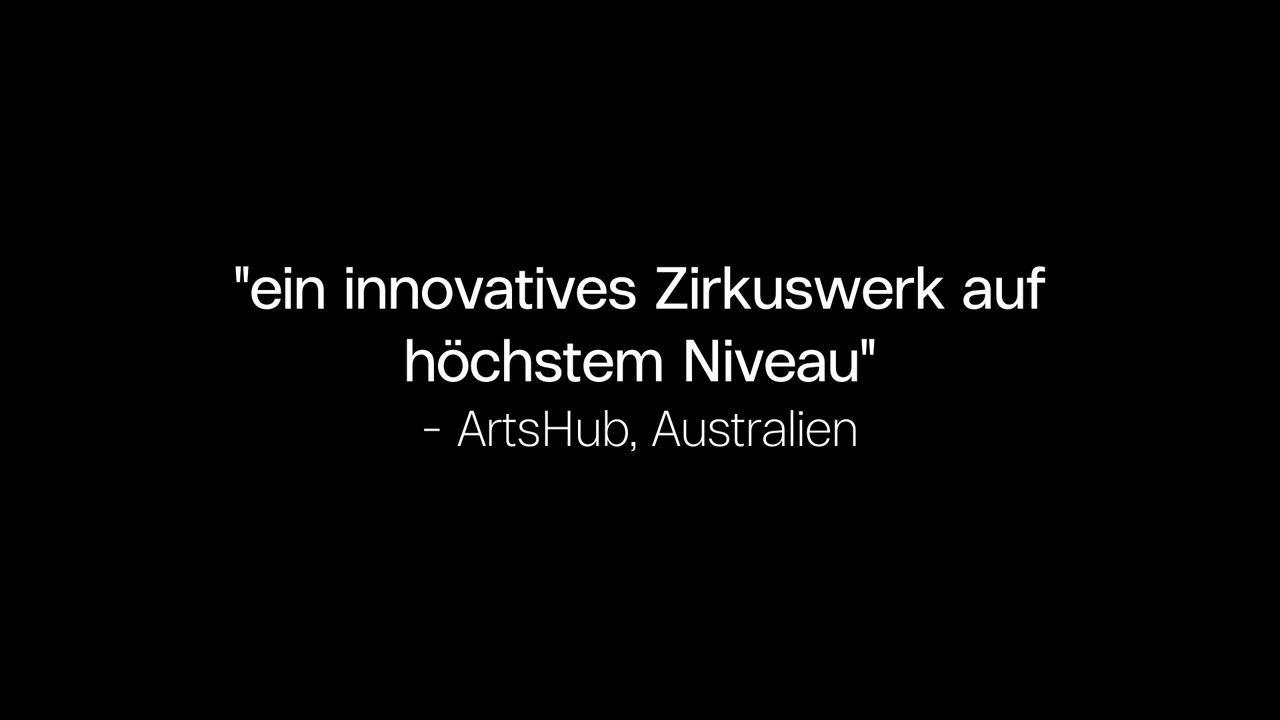 "ein innovatives Zirkuswerk auf
höchstem Niveau"
- ArtsHub, Australien